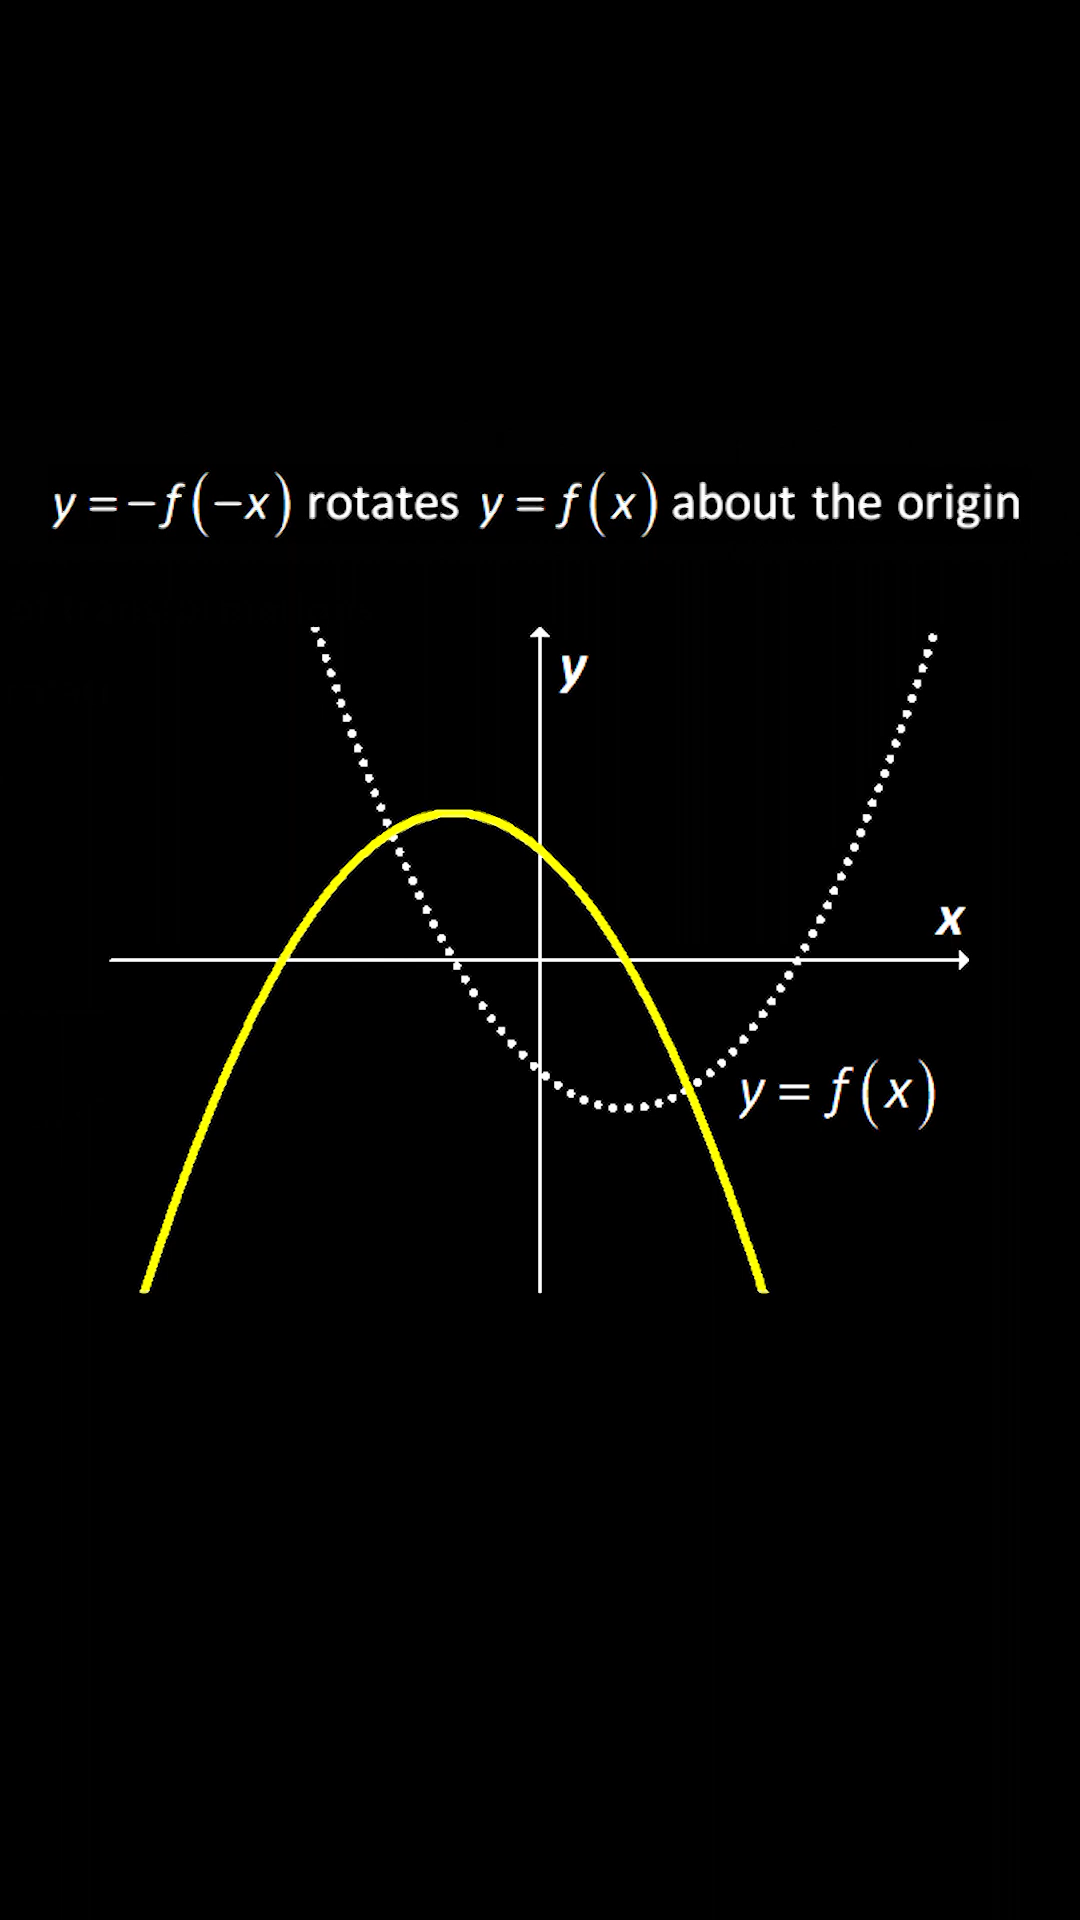 y = −f(−x) rotates y = f(x) about the origin
y
x
y = f(x)